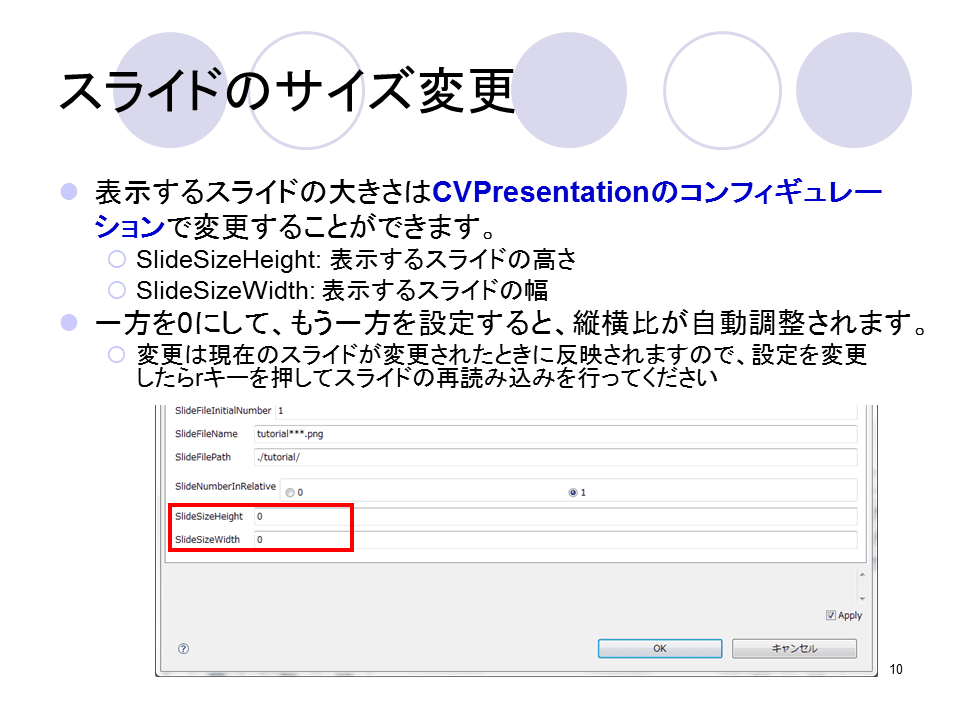 スライドのサイズ変更
表示するスライドの大きさはCVPresentationのコンフィギュレー
ションで変更することができます。
SlideSizeHeight: 表示するスライドの高さ
SlideSizeWidth: 表示するスライドの幅
一方を0にして、もう一方を設定すると、縦横比が自動調整されます。
変更は現在のスライドが変更されたときに反映されますので、設定を変更
したらrキーを押してスライドの再読み込みを行ってください
SlideFileInitialNumber 1
SlideFileName tutorial***.png
SlideFilePath ./tutorial/
SlideNumberInRelative 0 1
SlideSizeHeight 0
SlideSizeWidth 0
Apply
? OK キャンセル
10